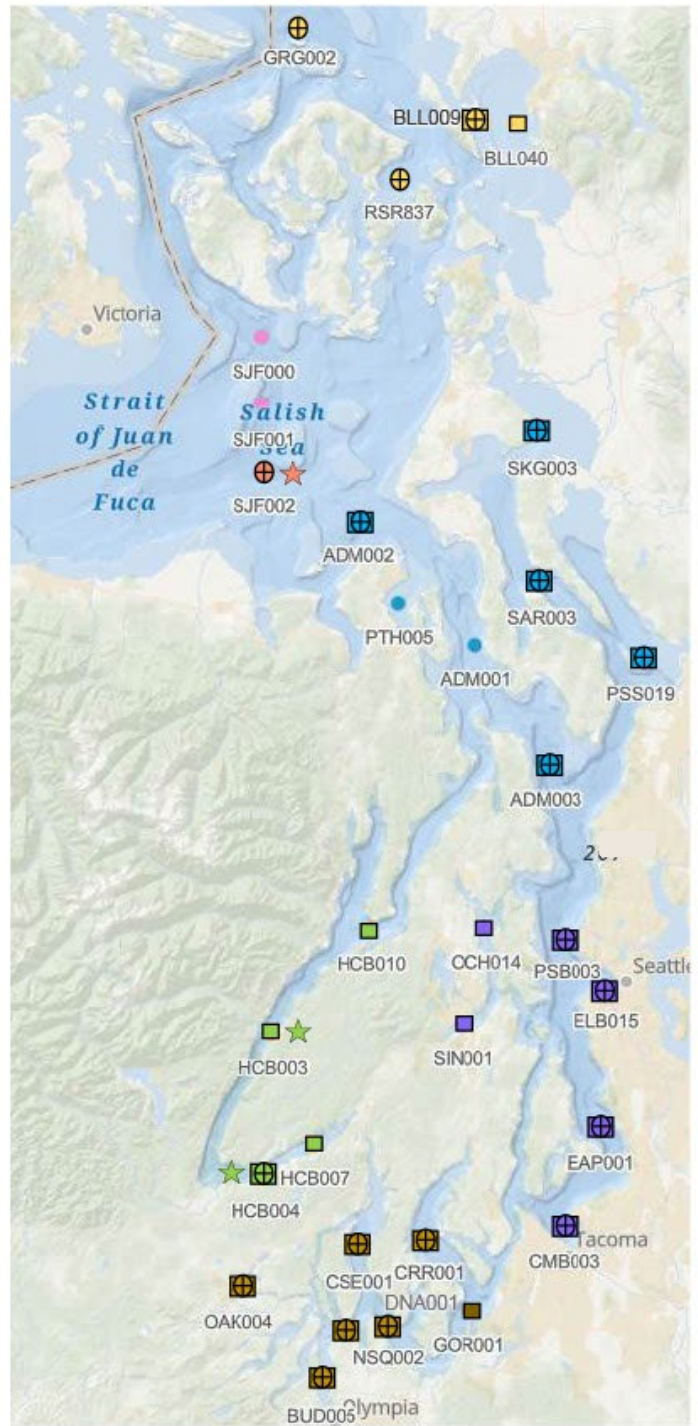 GRG002
BLL009
BLL040
RSR837
Victoria
SJF000
Strait
of Juan
de
Fuca
Salish
Sea
SJF001
SJF002
SKG003
ADM002
SAR003
PTH005
ADM001
PSS019
ADM003
HCB010
OCH014
PSB003
Seattle
ELB015
HCB003
SIN001
EAP001
HCB007
HCB004
CMB003
Tacoma
CSE001
CRR001
OAK004
DNA001
GOR001
NSQ002
BUD005
Olympia